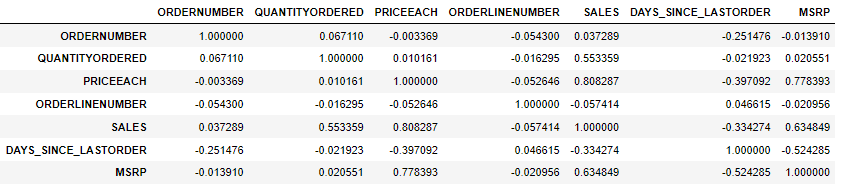 ORDERNUMBER QUANTITYORDERED PRICEEACH ORDERLINENUMBER SALES DAYS_SINCE_LASTORDER MSRP
ORDERNUMBER 1.000000 0.067110 -0.003369 -0.054300 0.037289 -0.251476 -0.013910
QUANTITYORDERED 0.067110 1.000000 0.010161 -0.016295 0.553359 -0.021923 0.020551
PRICEEACH -0.003369 0.010161 1.000000 -0.052646 0.808287 -0.397092 0.778393
ORDERLINENUMBER -0.054300 -0.016295 -0.052646 1.000000 -0.057414 0.046615 -0.020956
SALES 0.037289 0.553359 0.808287 -0.057414 1.000000 -0.334274 0.634849
DAYS_SINCE_LASTORDER -0.251476 -0.021923 -0.397092 0.046615 -0.334274 1.000000 -0.524285
MSRP -0.013910 0.020551 0.778393 -0.020956 0.634849 -0.524285 1.000000